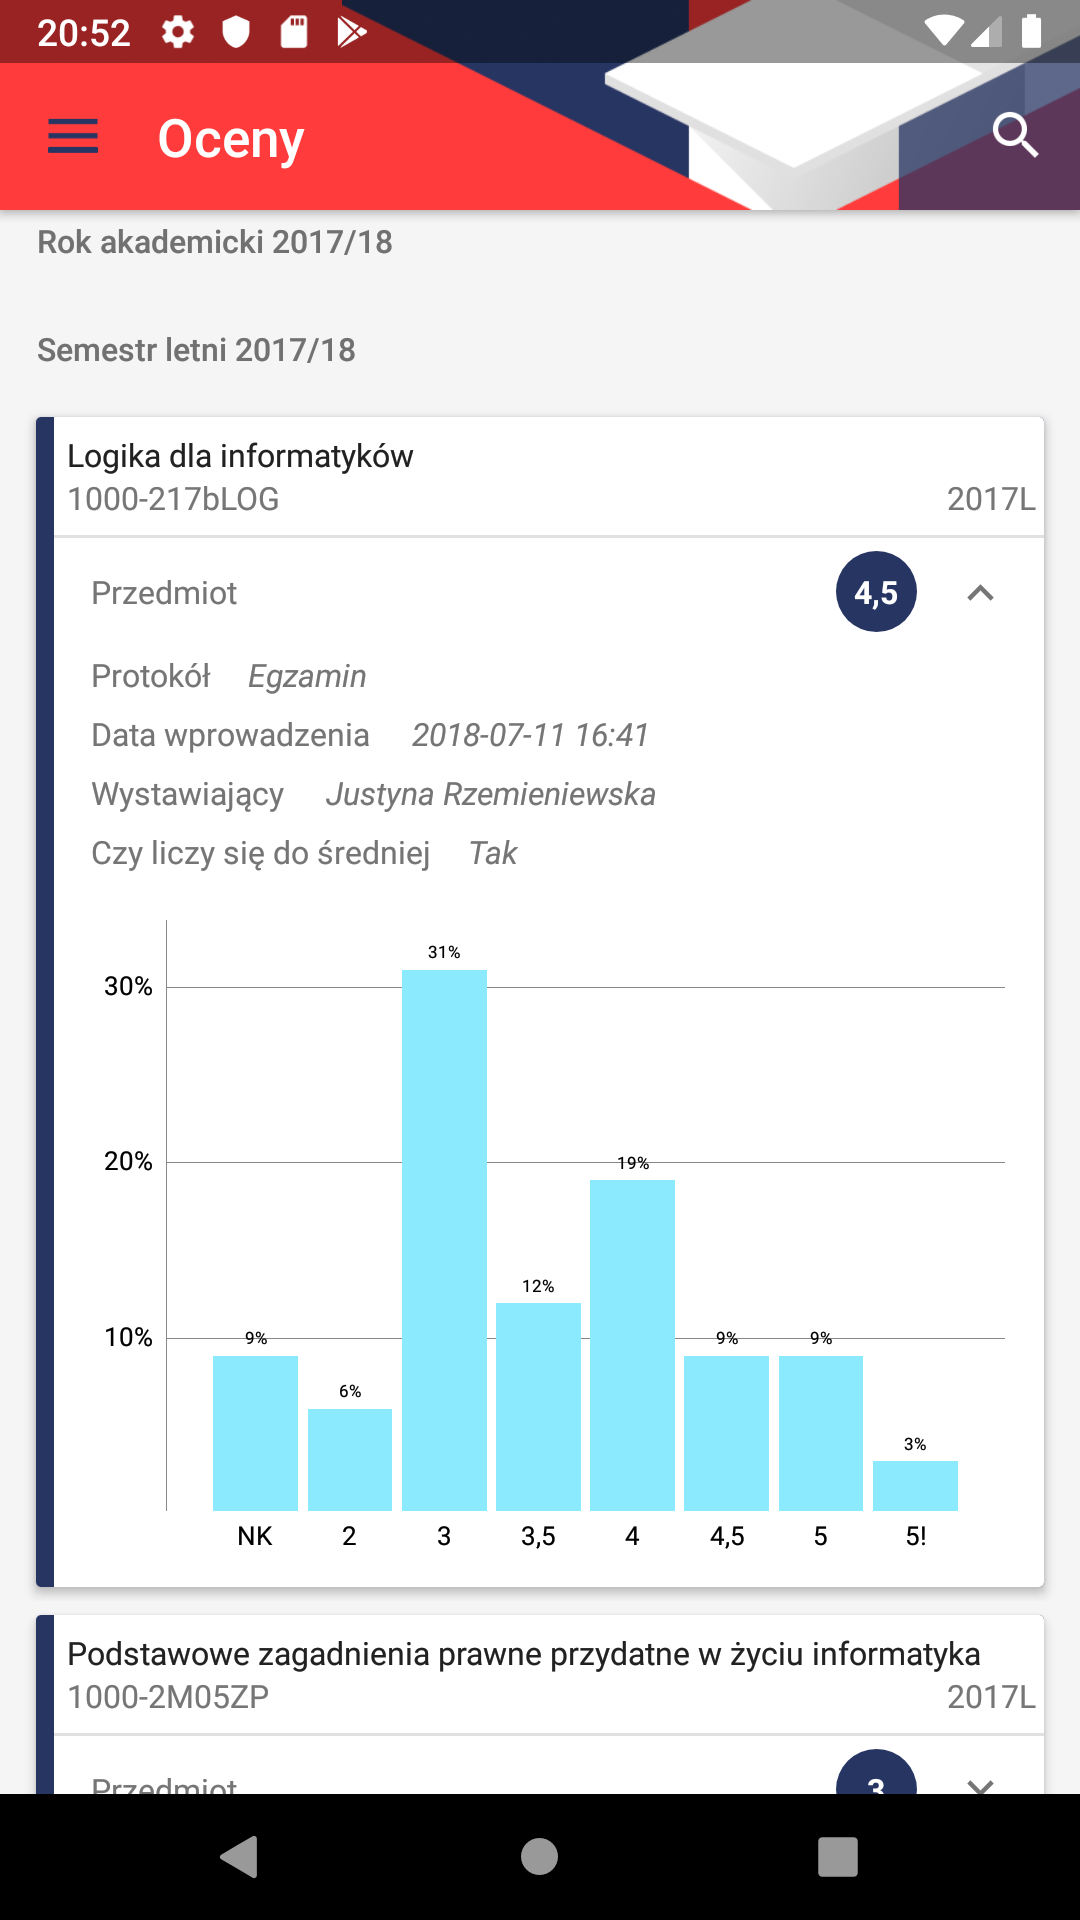 20:52
Oceny
Rok akademicki 2017/18
Semestr letni 2017/18
Logika dla informatyków
1000-217bLOG 2017L
Przedmiot 4,5
Protokół Egzamin
Data wprowadzenia 2018-07-11 16:41
Wystawiający Justyna Rzemieniewska
Czy liczy się do średniej Tak
31%
30%
20% 19%
12%
10% 9% 9% 9%
6%
3%
NK 2 3 3,5 4 4,5 5 5!
Podstawowe zagadnienia prawne przydatne w życiu informatyka
1000-2M05ZP 2017L
Przedmiot 3